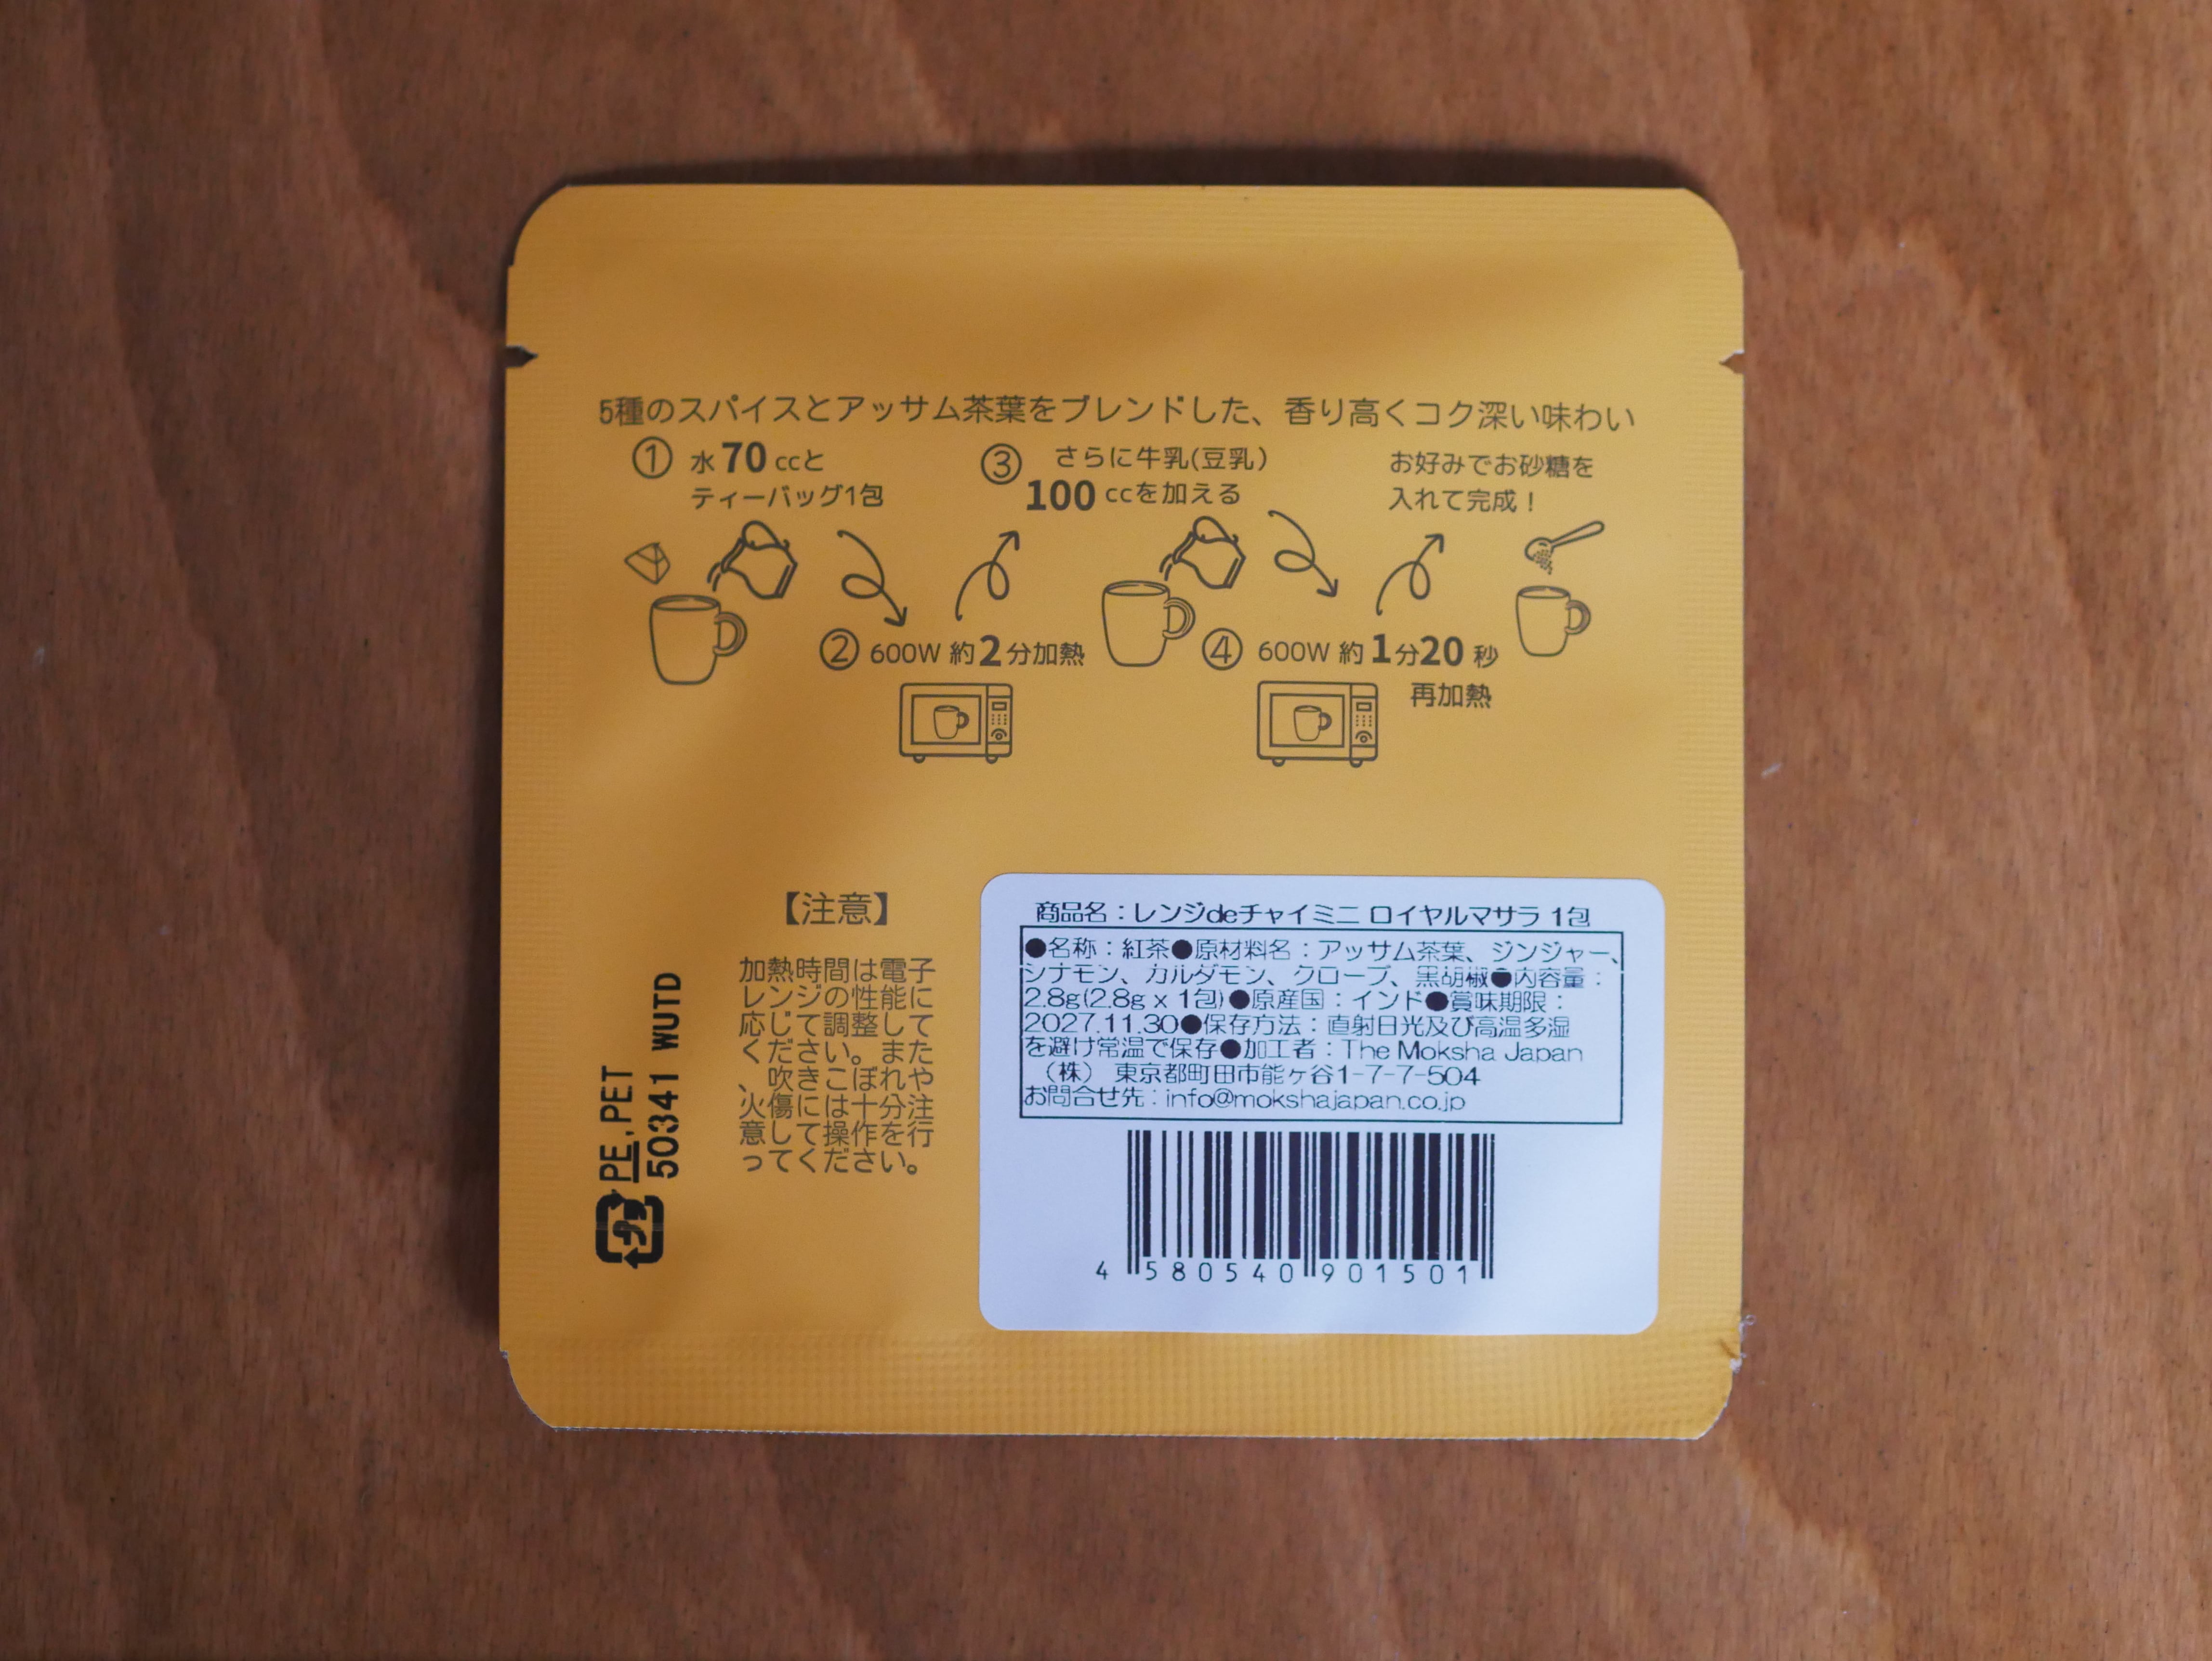 5種のスパイスとアッサム茶葉をブレンドした、香り高くコク深い味わい
① 水70ccと
ティーバッグ1包
② 600W 約2分加熱
③ さらに牛乳(豆乳)
100ccを加える
④ 600W 約1分20秒
再加熱
お好みでお砂糖を
入れて完成！
【注意】
加熱時間は電子
レンジの性能に
応じて調整して
ください。また
、吹きこぼれや
火傷には十分注
意して操作を行
ってください。
プラ
PE,PET
50341 WUTD
商品名：レンジdeチャイミニ ロイヤルマサラ 1包
●名称：紅茶●原材料名：アッサム茶葉、ジンジャー、
シナモン、カルダモン、クローブ、黒胡椒●内容量：
2.8g(2.8g x 1包)●原産国：インド●賞味期限：
2027.11.30●保存方法：直射日光及び高温多湿
を避け常温で保存●加工者：The Moksha Japan
（株） 東京都町田市能ヶ谷1-7-7-504
お問合せ先：info@mokshajapan.co.jp
4 580540 901501